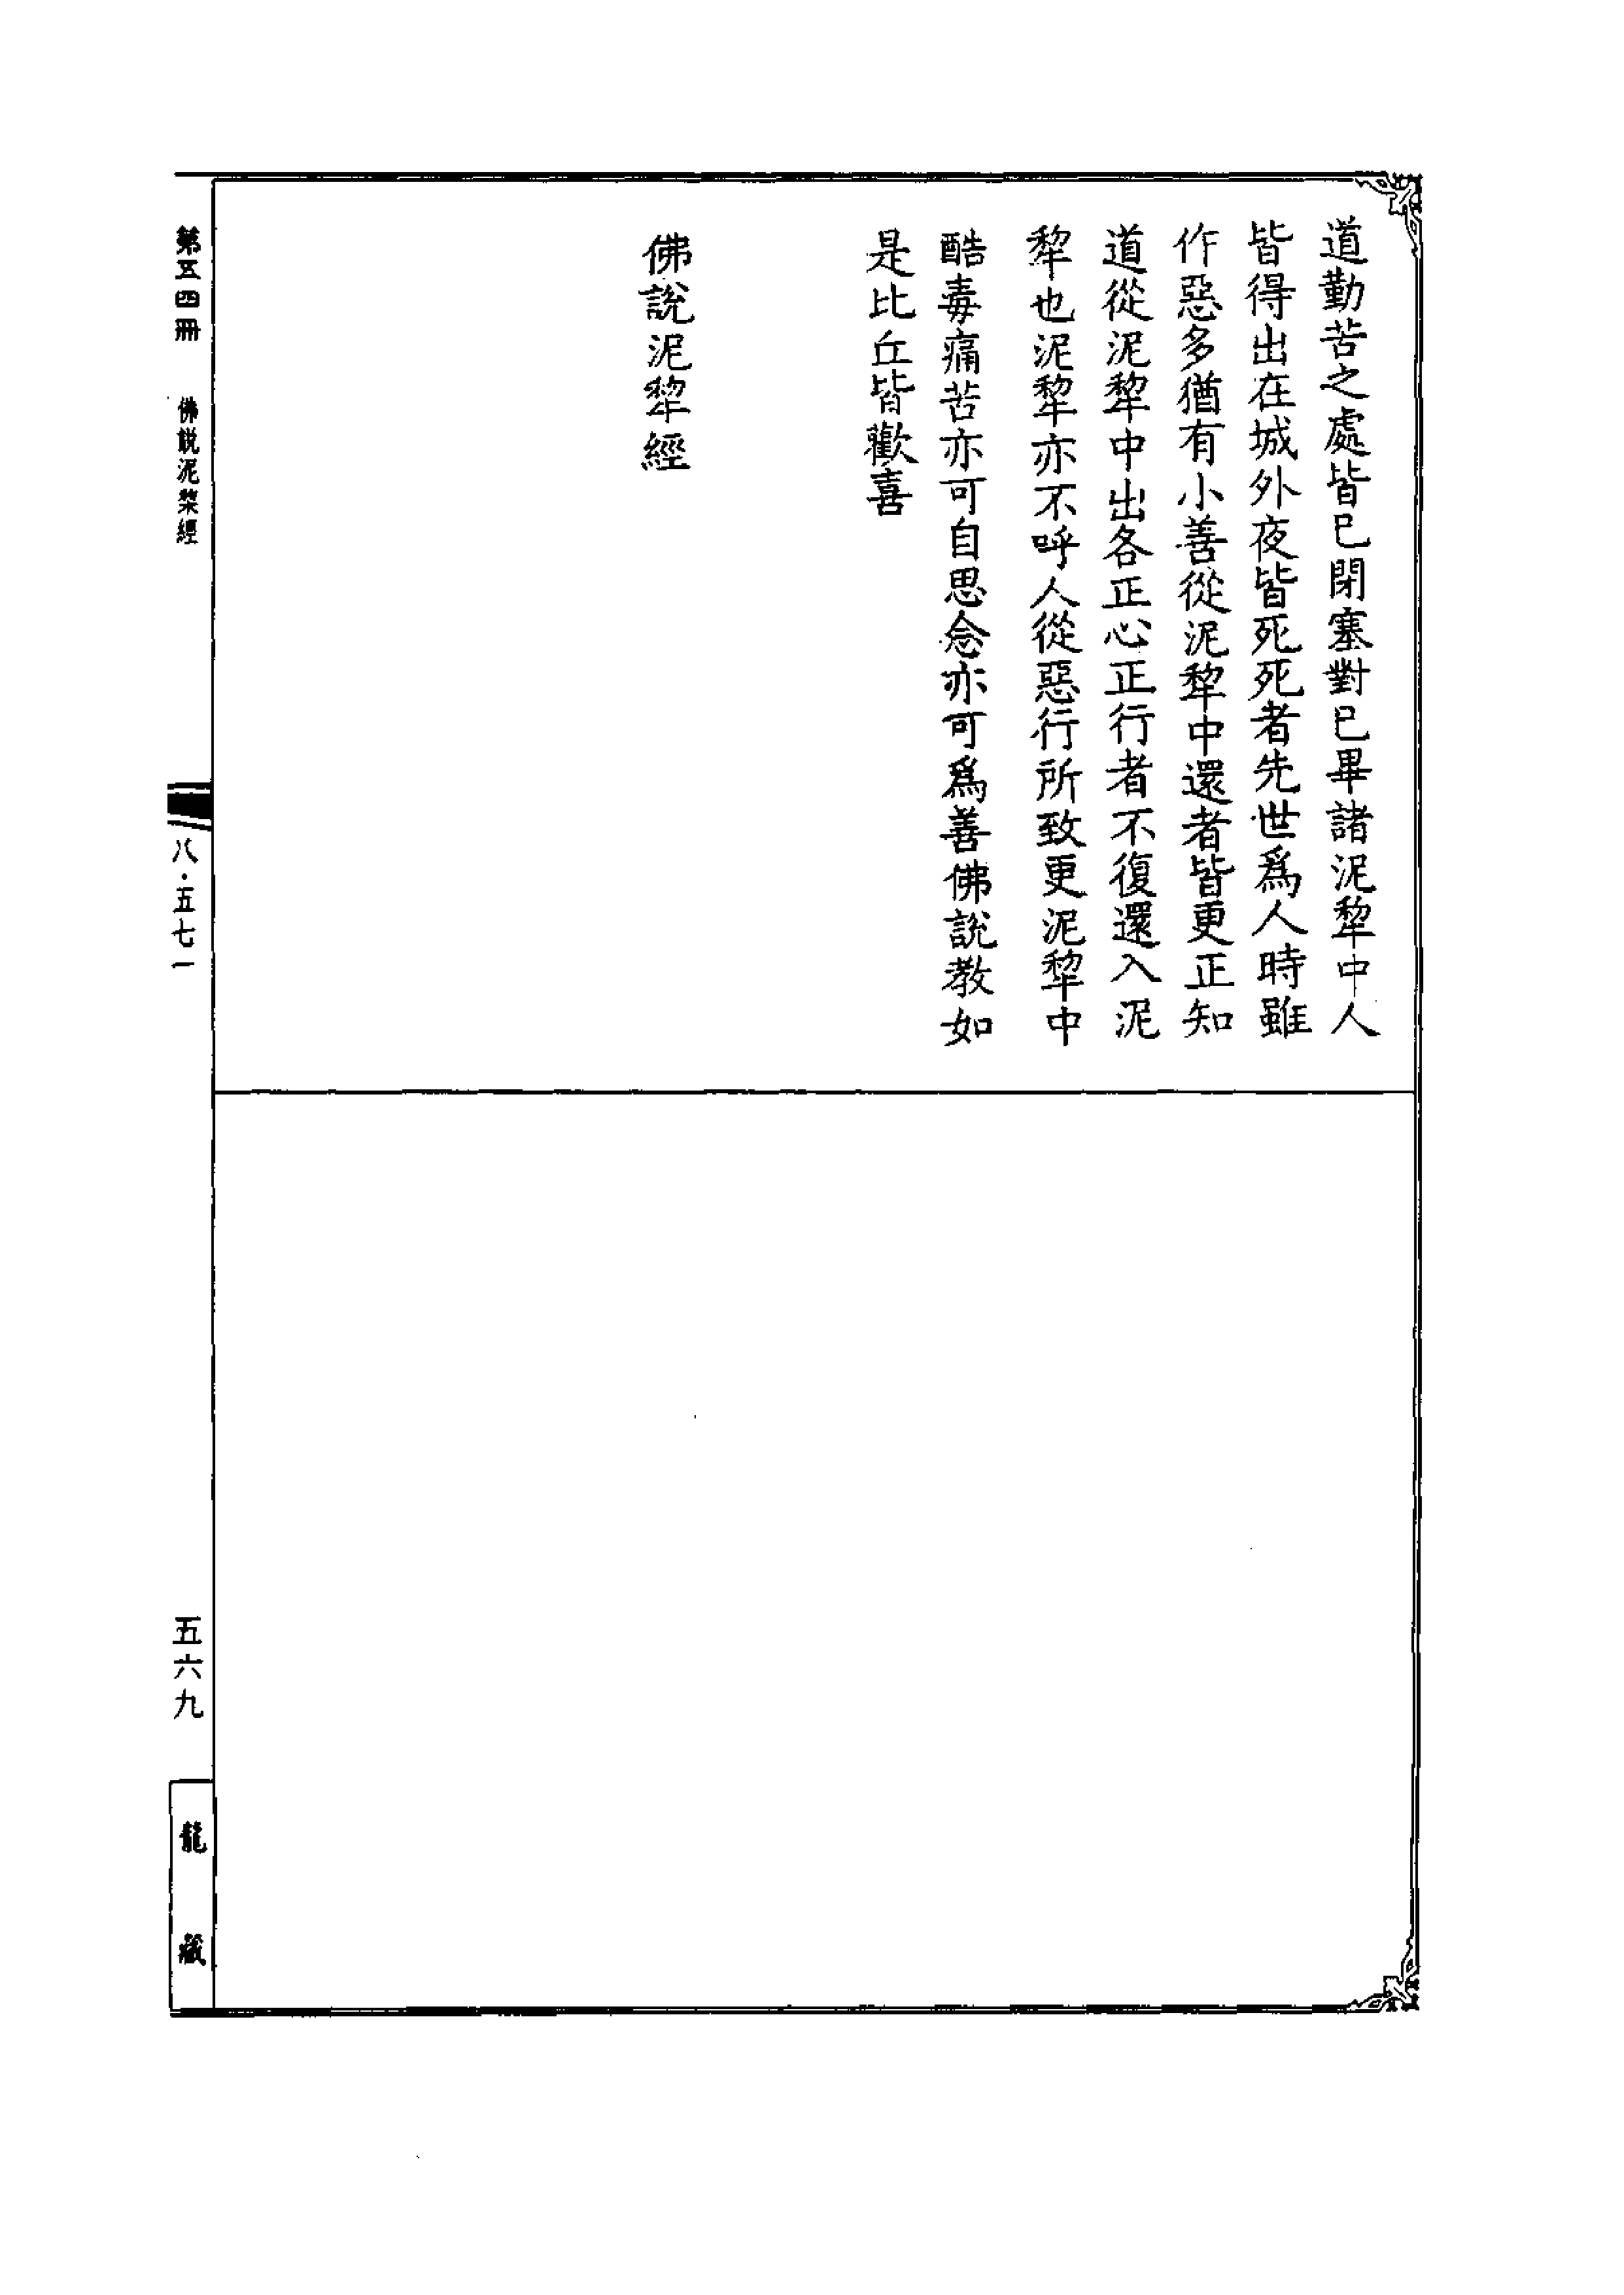 道勤苦之處皆已閉塞對已畢諸泥犂中人
皆得出在城外夜皆死死者先世爲人時雖
作惡多猶有小善從泥犂中還者皆更正知
道從泥犂中出各正心正行者不復還入泥
犂也泥犂亦不呼人從惡行所致更泥犂中
酷毒痛苦亦可自思念亦可爲善佛說教如
是比丘皆歡喜
佛說泥犂經
第五四冊　佛說泥犂經
八·五七一
五六九
龍藏